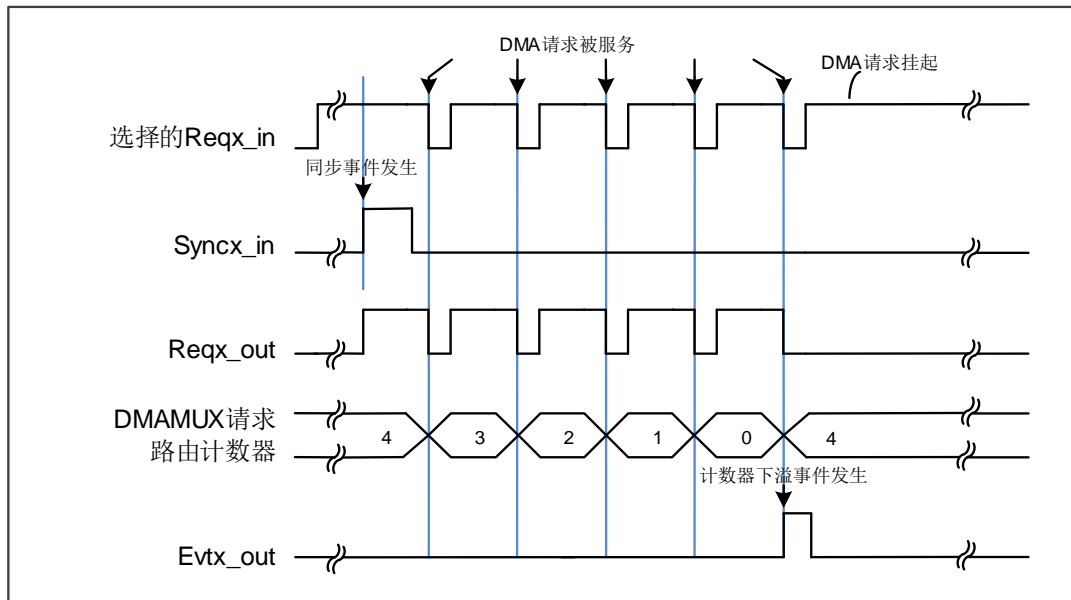 DMA请求被服务
DMA请求挂起
选择的Reqx_in
同步事件发生
Syncx_in
Reqx_out
DMAMUX请求
路由计数器
4 3 2 1 0 4
计数器下溢事件发生
Evtx_out